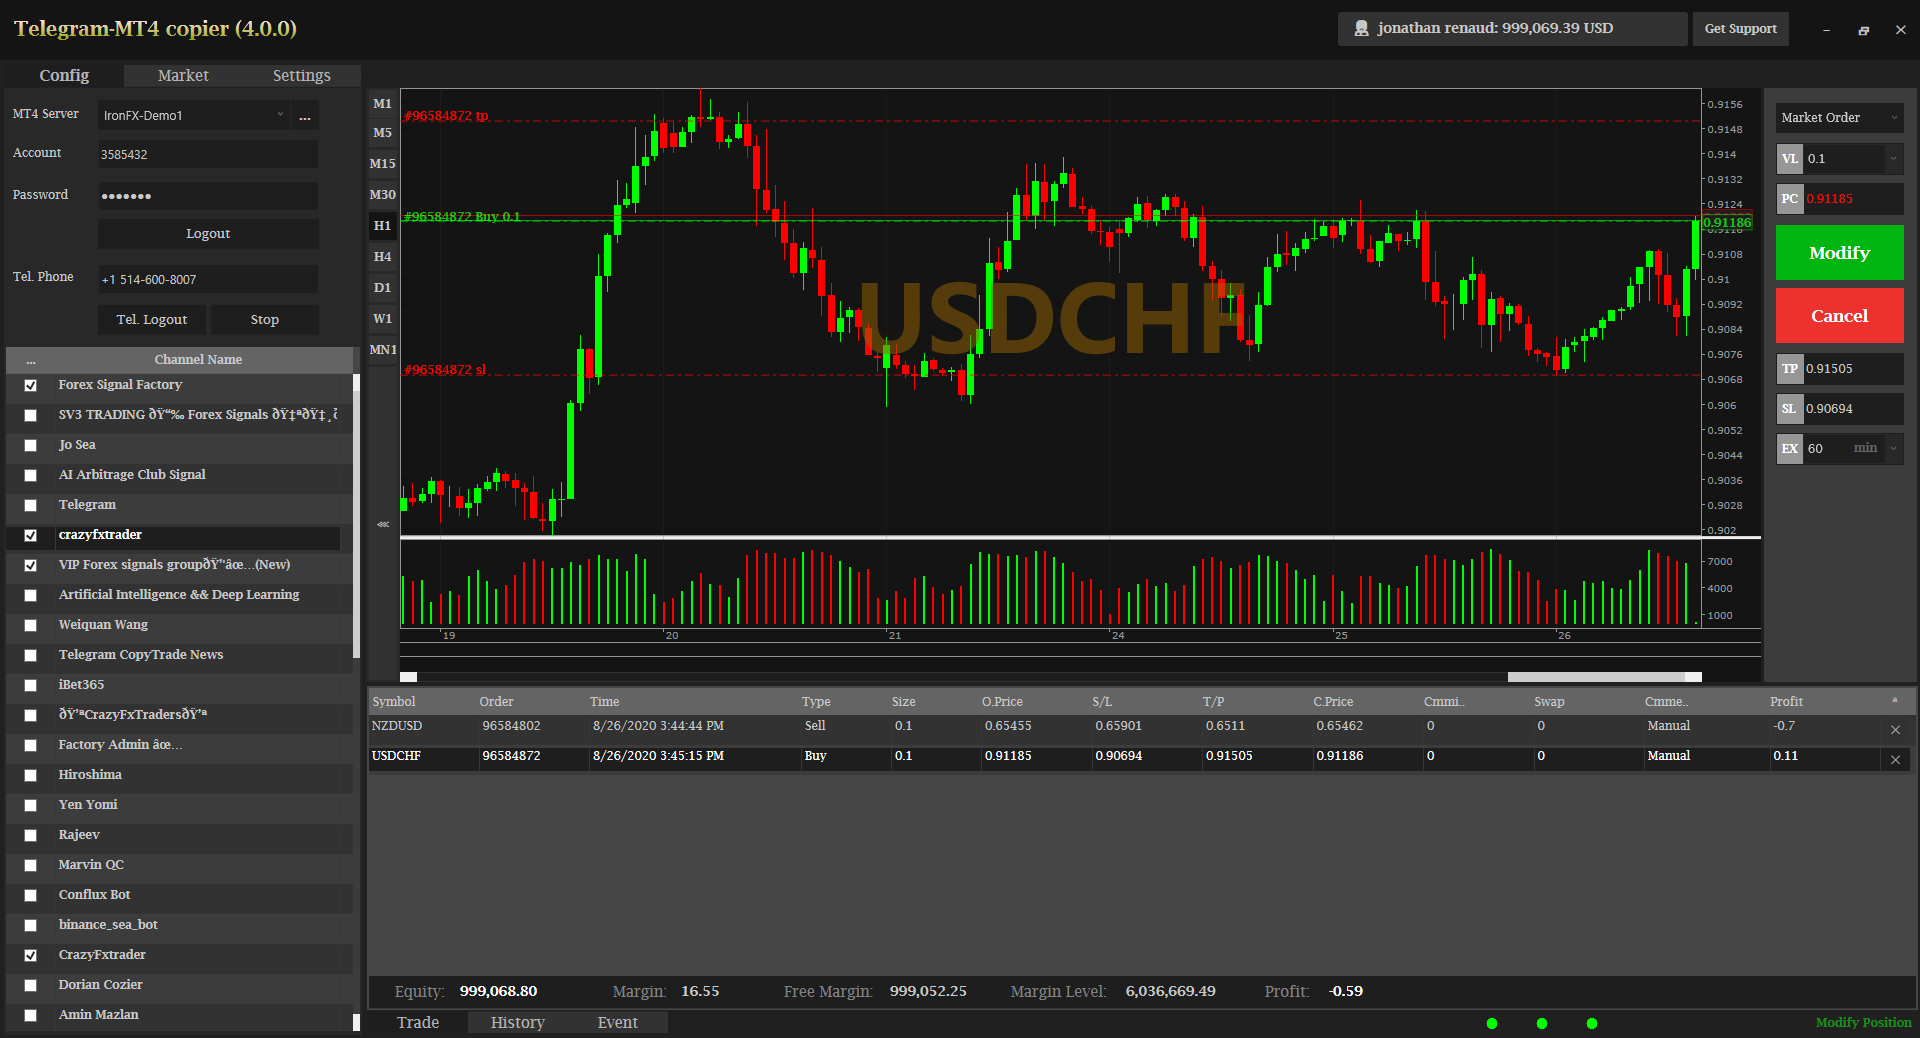 Telegram-MT4 copier (4.0.0)
jonathan renaud: 999,069.39 USD
Get Support
Config Market Settings
MT4 Server IronFX-Demo1 ...
Account 3585432
Password •••••••
Logout
Tel. Phone +1 514-600-8007
Tel. Logout Stop
... Channel Name
Forex Signal Factory
SV3 TRADING ðŸ“‰ Forex Signals ðŸ‡ªðŸ‡¸
Jo Sea
AI Arbitrage Club Signal
Telegram
crazyfxtrader
VIP Forex signals groupðŸ’Žâœ…(New)
Artificial Intelligence && Deep Learning
Weiquan Wang
Telegram CopyTrade News
iBet365
ðŸ’ªCrazyFxTradersðŸ’ª
Factory Admin âœ…
Hiroshima
Yen Yomi
Rajeev
Marvin QC
Conflux Bot
binance_sea_bot
CrazyFxtrader
Dorian Cozier
Amin Mazlan
M1
M5
M15
M30
H1
H4
D1
W1
MN1
<<<
#96584872 tp
#96584872 Buy 0.1
#96584872 sl
USDCHF
0.9156
0.9148
0.914
0.9132
0.9124
0.91186
0.9116
0.9108
0.91
0.9092
0.9084
0.9076
0.9068
0.906
0.9052
0.9044
0.9036
0.9028
0.902
7000
4000
1000
19 20 21 24 25 26
Market Order
VL 0.1
PC 0.91185
Modify
Cancel
TP 0.91505
SL 0.90694
EX 60 min
Symbol Order Time Type Size O.Price S/L T/P C.Price Cmmi.. Swap Cmme.. Profit
NZDUSD 96584802 8/26/2020 3:44:44 PM Sell 0.1 0.65455 0.65901 0.6511 0.65462 0 0 Manual -0.7
USDCHF 96584872 8/26/2020 3:45:15 PM Buy 0.1 0.91185 0.90694 0.91505 0.91186 0 0 Manual 0.11
Equity: 999,068.80 Margin: 16.55 Free Margin: 999,052.25 Margin Level: 6,036,669.49 Profit: -0.59
Trade History Event
Modify Position